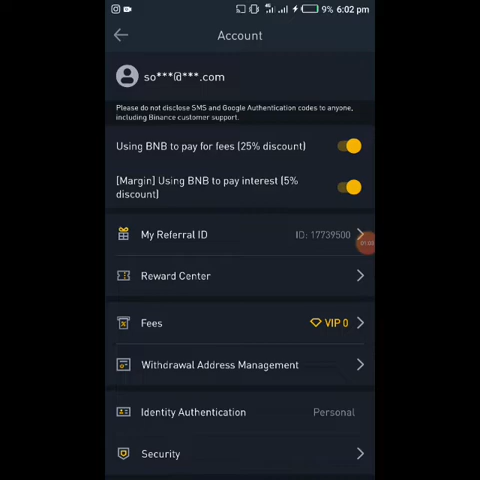 9% 6:02 pm
Account
so***@***.com
Please do not disclose SMS and Google Authentication codes to anyone,
including Binance customer support.
Using BNB to pay for fees (25% discount)
[Margin] Using BNB to pay interest (5%
discount)
My Referral ID ID: 17739500
Reward Center
Fees VIP 0
Withdrawal Address Management
Identity Authentication Personal
Security